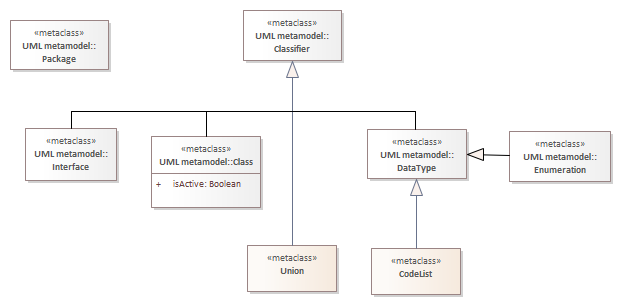 «metaclass»
UML metamodel::
Package
«metaclass»
UML metamodel::
Classifier
«metaclass»
UML metamodel::
Interface
«metaclass»
UML metamodel::Class
+ isActive: Boolean
«metaclass»
UML metamodel::
DataType
«metaclass»
UML metamodel::
Enumeration
«metaclass»
Union
«metaclass»
CodeList